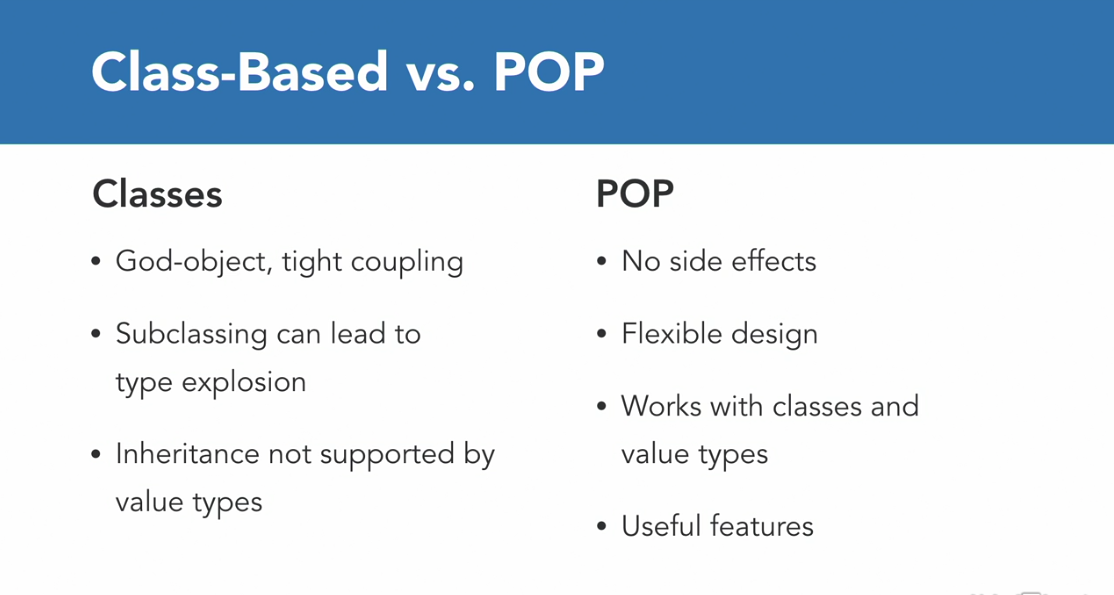 Class-Based vs. POP
Classes
• God-object, tight coupling
• Subclassing can lead to
type explosion
• Inheritance not supported by
value types
POP
• No side effects
• Flexible design
• Works with classes and
value types
• Useful features